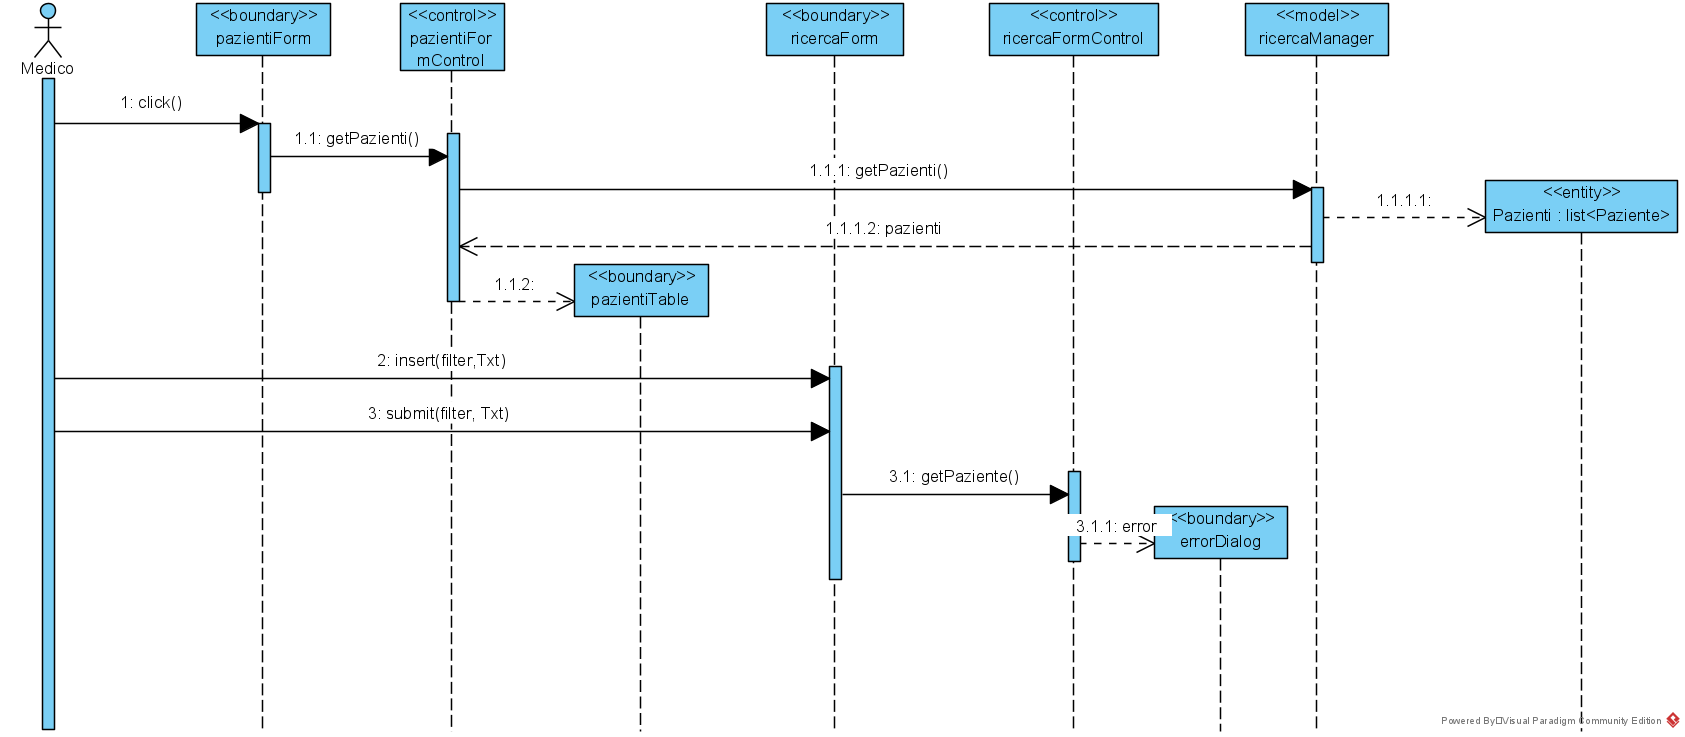 <<boundary>>
pazientiForm
<<control>>
pazientiFor
mControl
<<boundary>>
ricercaForm
<<control>>
ricercaFormControl
<<model>>
ricercaManager
Medico
1: click()
1.1: getPazienti()
1.1.1: getPazienti()
1.1.1.1:
<<entity>>
Pazienti : list<Paziente>
1.1.1.2: pazienti
1.1.2:
<<boundary>>
pazientiTable
2: insert(filter,Txt)
3: submit(filter, Txt)
3.1: getPaziente()
3.1.1: error
<<boundary>>
errorDialog
Powered By□Visual Paradigm Community Edition